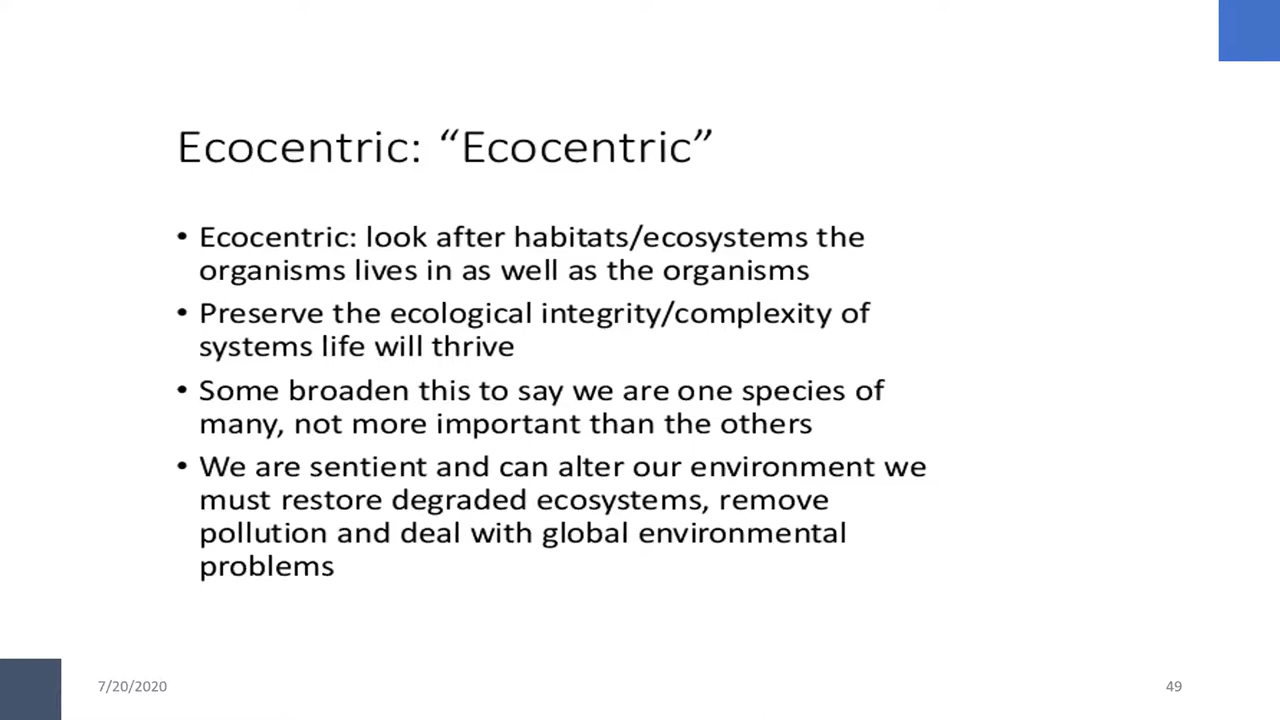 Ecocentric: “Ecocentric”
• Ecocentric: look after habitats/ecosystems the
organisms lives in as well as the organisms
• Preserve the ecological integrity/complexity of
systems life will thrive
• Some broaden this to say we are one species of
many, not more important than the others
• We are sentient and can alter our environment we
must restore degraded ecosystems, remove
pollution and deal with global environmental
problems
7/20/2020
49